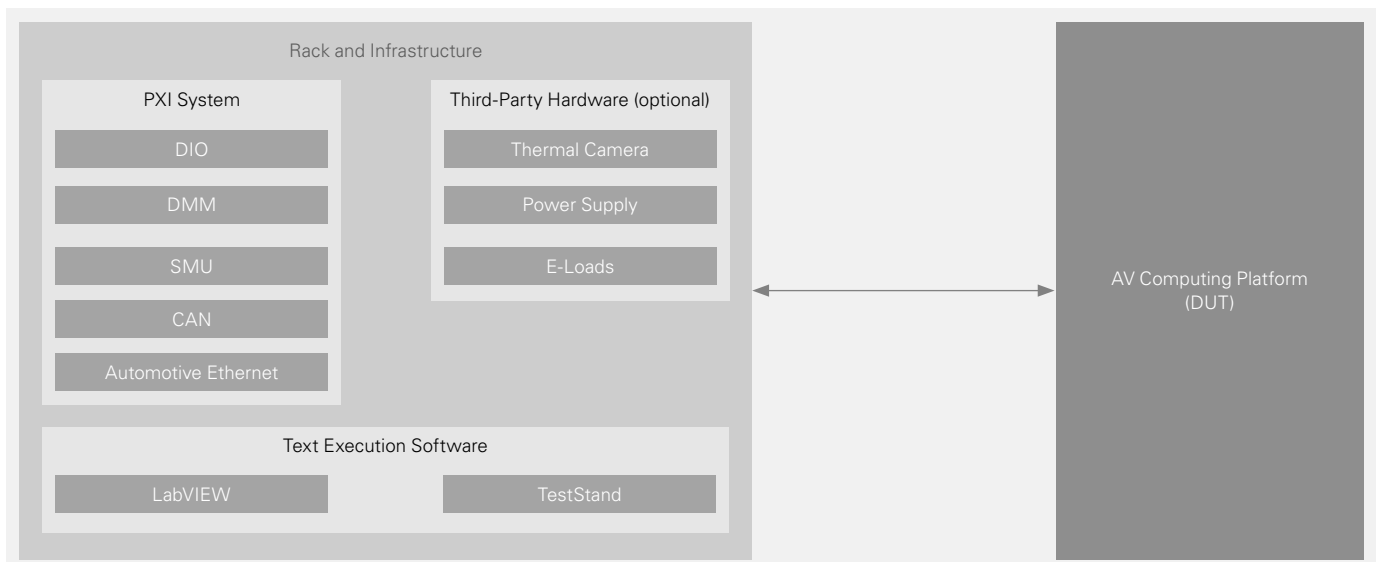 Rack and Infrastructure
PXI System
DIO
DMM
SMU
CAN
Automotive Ethernet
Third-Party Hardware (optional)
Thermal Camera
Power Supply
E-Loads
Text Execution Software
LabVIEW
TestStand
AV Computing Platform
(DUT)